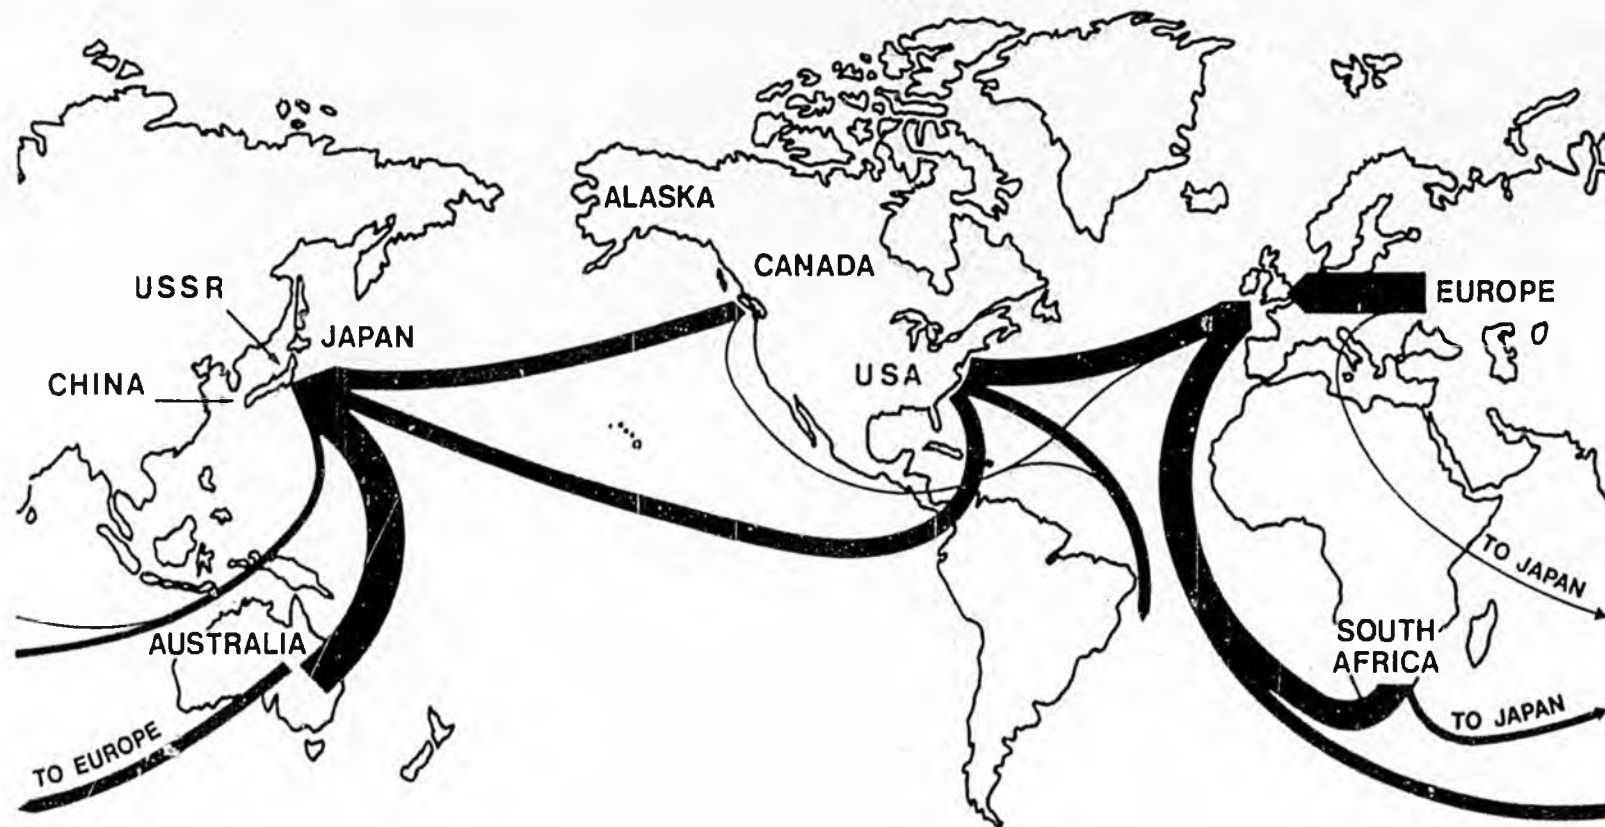 ALASKA
CANADA
USSR
EUROPE
JAPAN
USA
CHINA
TO JAPAN
AUSTRALIA
SOUTH
AFRICA
TO JAPAN
TO EUROPE